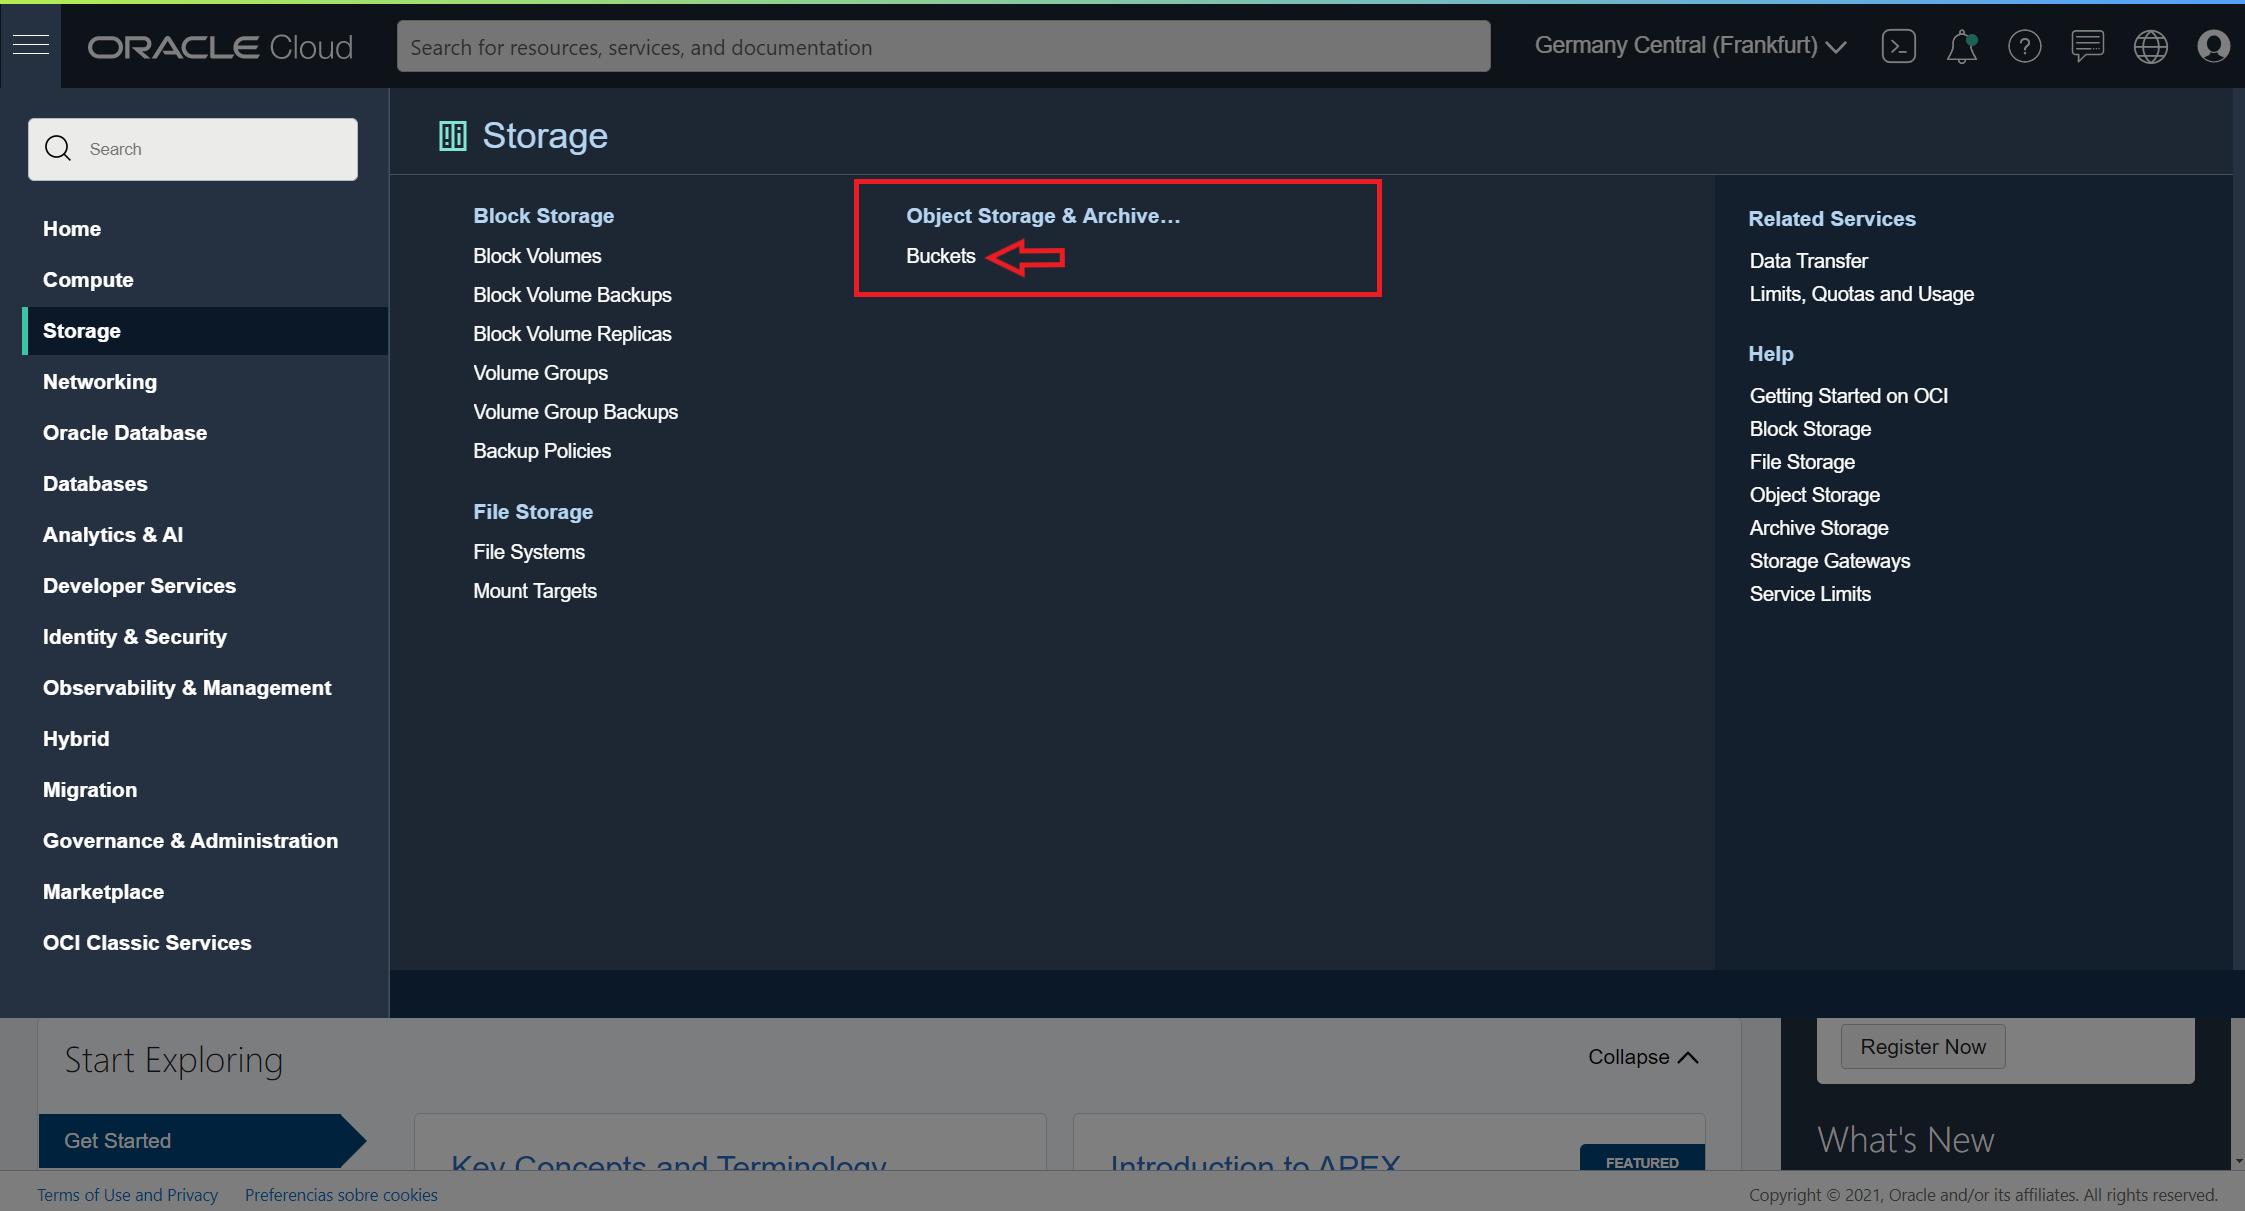 ORACLE Cloud
Search for resources, services, and documentation
Germany Central (Frankfurt)
Search
Home
Compute
Storage
Networking
Oracle Database
Databases
Analytics & AI
Developer Services
Identity & Security
Observability & Management
Hybrid
Migration
Governance & Administration
Marketplace
OCI Classic Services
Storage
Block Storage
Block Volumes
Block Volume Backups
Block Volume Replicas
Volume Groups
Volume Group Backups
Backup Policies
File Storage
File Systems
Mount Targets
Object Storage & Archive...
Buckets
Related Services
Data Transfer
Limits, Quotas and Usage
Help
Getting Started on OCI
Block Storage
File Storage
Object Storage
Archive Storage
Storage Gateways
Service Limits
Start Exploring
Collapse
Get Started
Key Concepts and Terminology
Introduction to APEX
FEATURED
Register Now
What's New
Terms of Use and Privacy
Preferencias sobre cookies
Copyright © 2021, Oracle and/or its affiliates. All rights reserved.